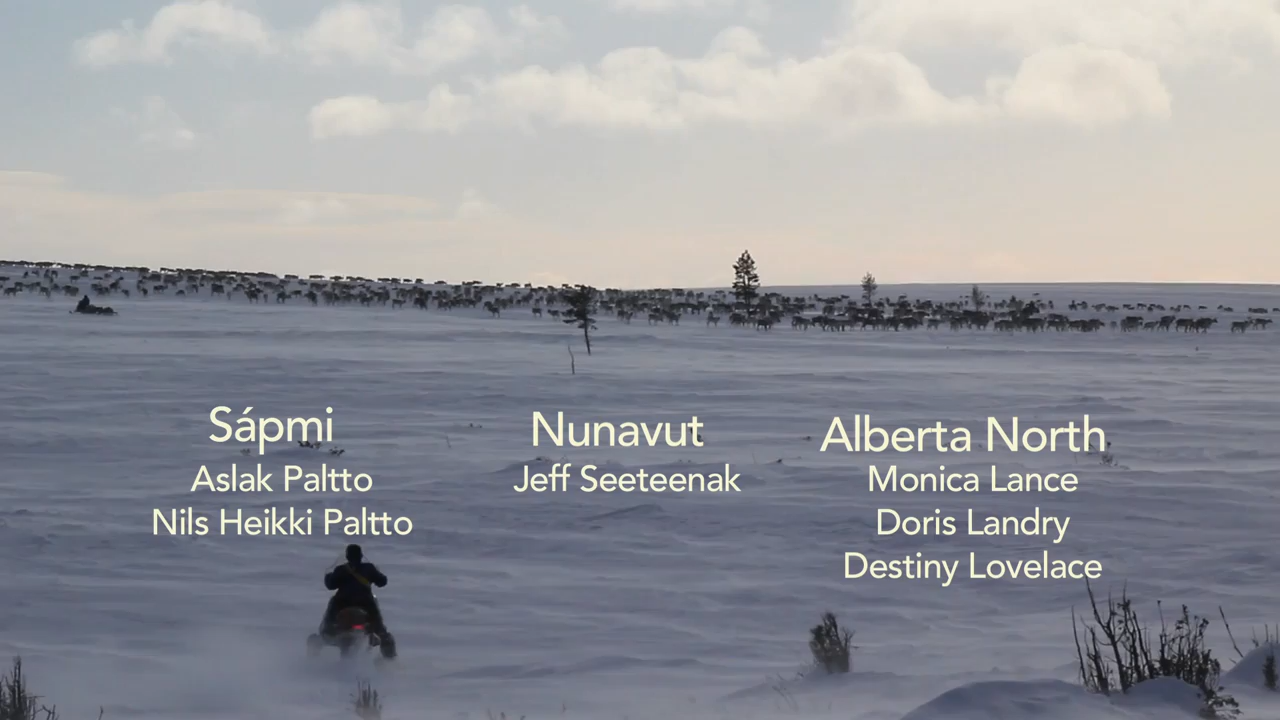 Sápmi
Aslak Paltto
Nils Heikki Paltto
Nunavut
Jeff Seeteenak
Alberta North
Monica Lance
Doris Landry
Destiny Lovelace